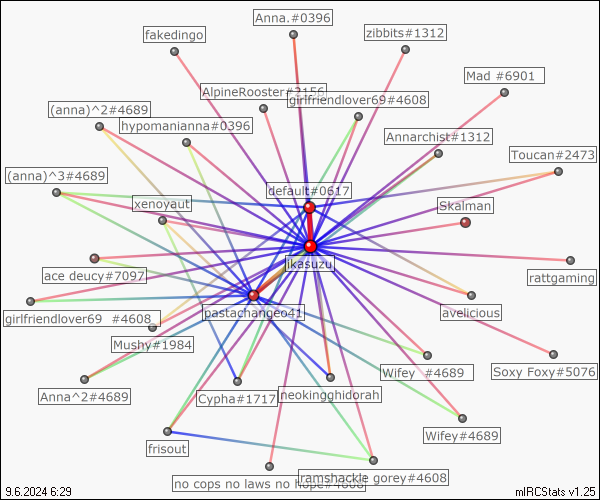 Anna.#0396
fakedingo
zibbits#1312
Mad #6901
AlpineRooster#3156
girlfriendlover69#4608
(anna)^2#4689
hypomanianna#0396
Annarchist#1312
Toucan#2473
(anna)^3#4689
default#0617
xenoyaut
Skalman
jikasuzu
ace deucy#7097
rattgaming
pastachangeo41
avelicious
girlfriendlover69 #4608
Mushy#1984
Wifey #4689
Soxy Foxy#5076
Anna^2#4689
Cypha#1717
neokingghidorah
Wifey#4689
frisout
no cops no laws no hope#4608
ramshackle gorey#4608
9.6.2024 6:29
mIRCStats v1.25